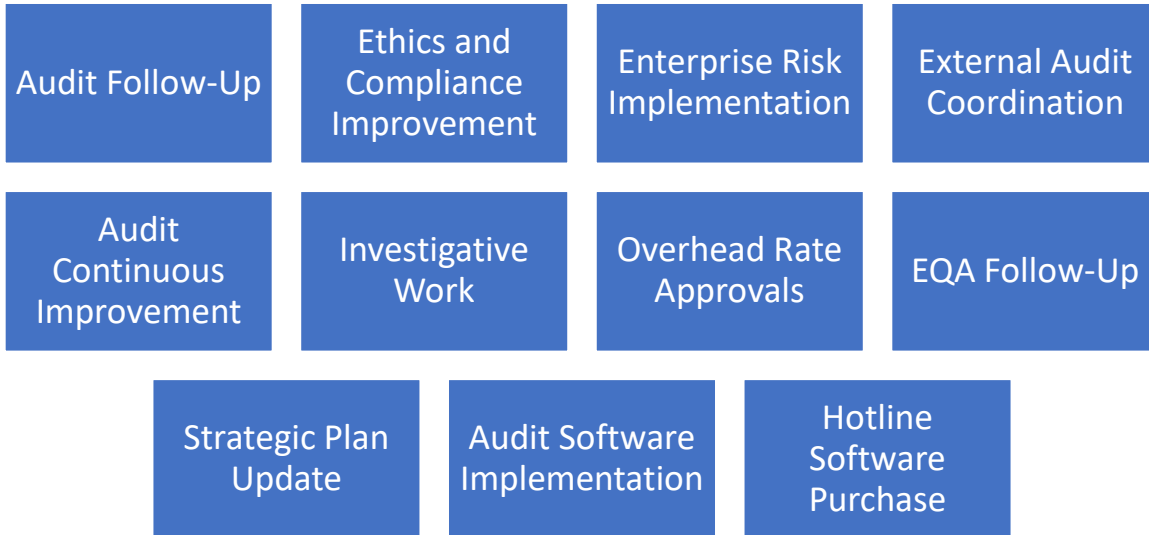 Audit Follow-Up
Ethics and
Compliance
Improvement
Enterprise Risk
Implementation
External Audit
Coordination
Audit
Continuous
Improvement
Investigative
Work
Overhead Rate
Approvals
EQA Follow-Up
Strategic Plan
Update
Audit Software
Implementation
Hotline
Software
Purchase